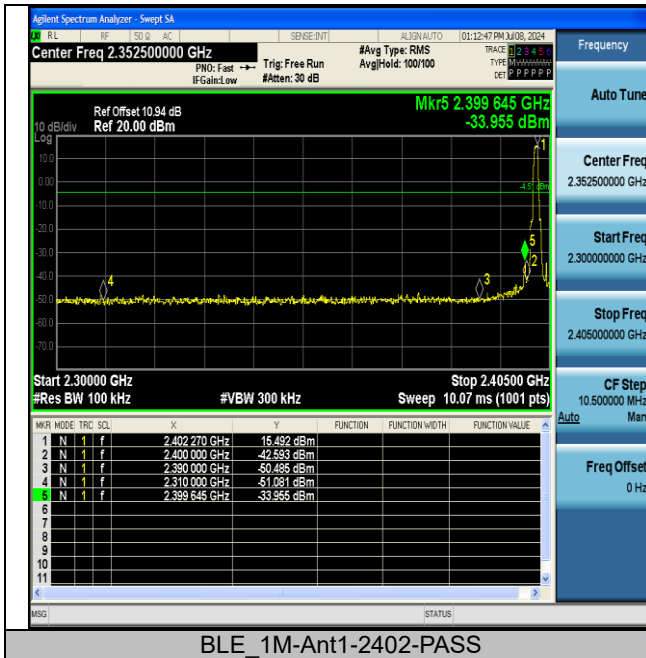 Agilent Spectrum Analyzer - Swept SA
RL RF 50 Ω AC SENSE:INT ALIGNAUTO 01:12:47 PM Jul 08, 2024
Center Freq 2.352500000 GHz #Avg Type: RMS TRACE 1 2 3 4 5 6
PNO: Fast Trig: Free Run Avg|Hold: 100/100 TYPE M
IFGain:Low #Atten: 30 dB DET P P P P P P
Mkr5 2.399 645 GHz
-33.955 dBm
Ref Offset 10.94 dB
10 dB/div Ref 20.00 dBm
Log
10.0
0.00
-10.0
-20.0
-30.0
-40.0
-50.0
-60.0
-70.0
1
5
2
3
4
Start 2.30000 GHz Stop 2.40500 GHz
#Res BW 100 kHz #VBW 300 kHz Sweep 10.07 ms (1001 pts)
MKR MODE TRC SCL X Y FUNCTION FUNCTION WIDTH FUNCTION VALUE
1 N 1 f 2.402 270 GHz 15.492 dBm
2 N 1 f 2.400 000 GHz -42.593 dBm
3 N 1 f 2.390 000 GHz -50.485 dBm
4 N 1 f 2.310 000 GHz -51.081 dBm
5 N 1 f 2.399 645 GHz -33.955 dBm
6
7
8
9
10
11
MSG STATUS
Frequency
Auto Tune
Center Freq
2.352500000 GHz
Start Freq
2.300000000 GHz
Stop Freq
2.405000000 GHz
CF Step
10.500000 MHz
Auto Man
Freq Offset
0 Hz
BLE_1M-Ant1-2402-PASS